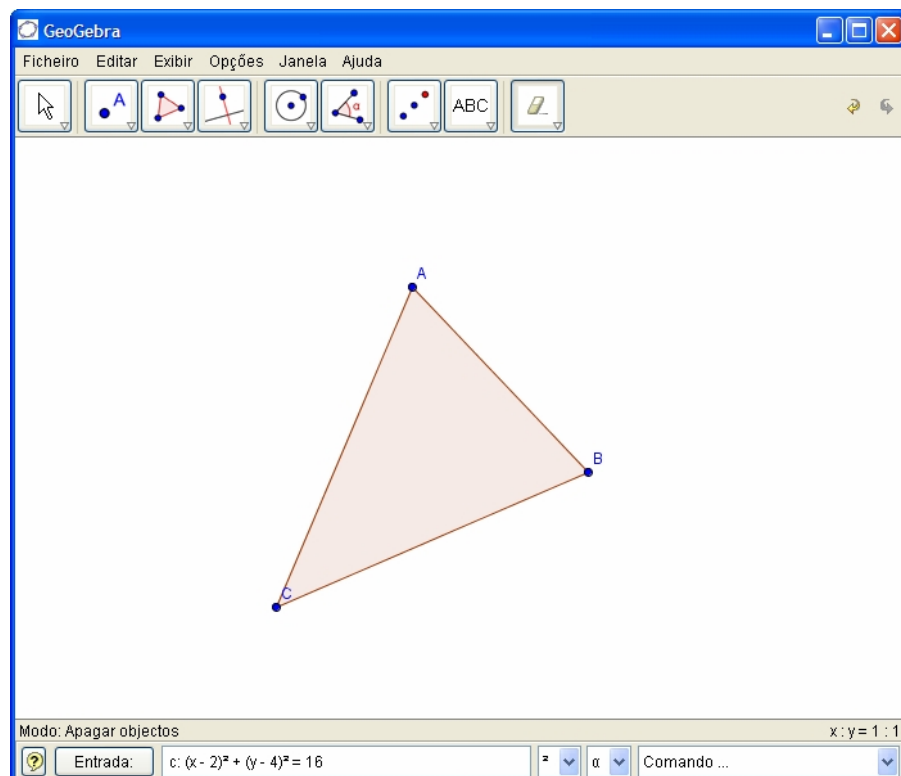 GeoGebra
Ficheiro Editar Exibir Opções Janela Ajuda
A α ABC
A
B
C
Modo: Apagar objectos x : y = 1 : 1
Entrada: c: (x - 2)² + (y - 4)² = 16 ² α Comando ...